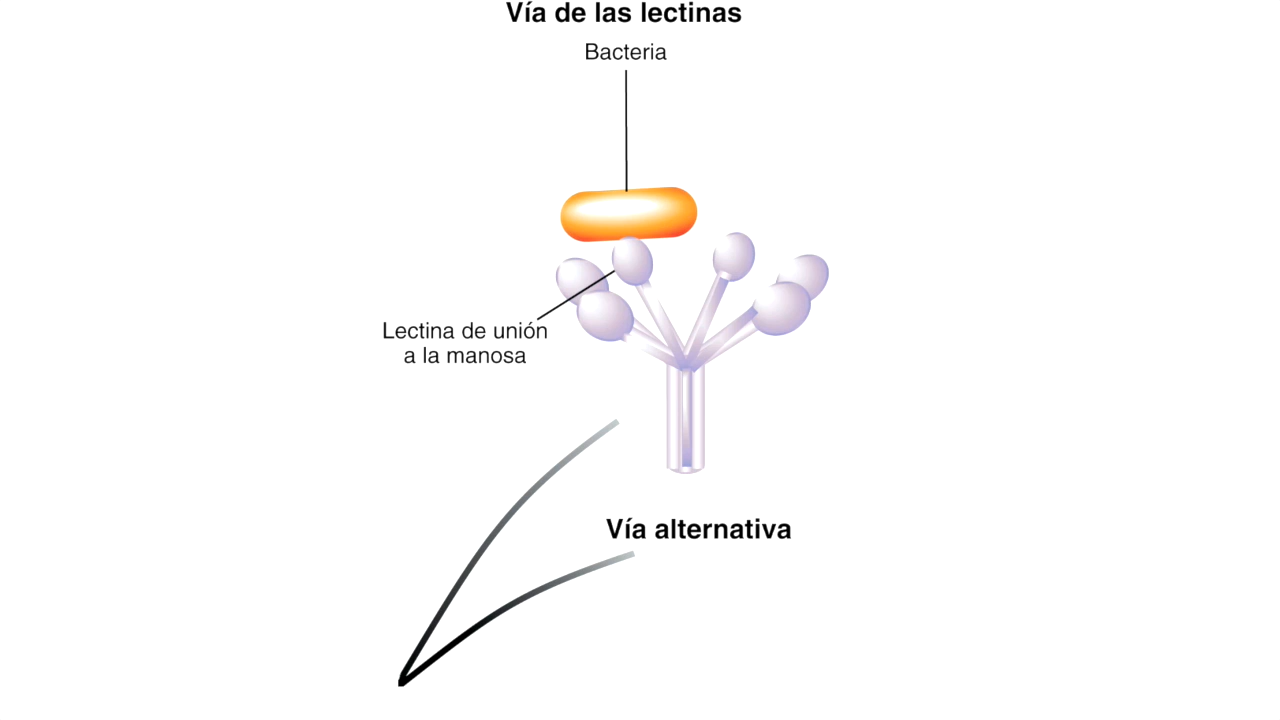 Vía de las lectinas
Bacteria
Lectina de unión
a la manosa
Vía alternativa